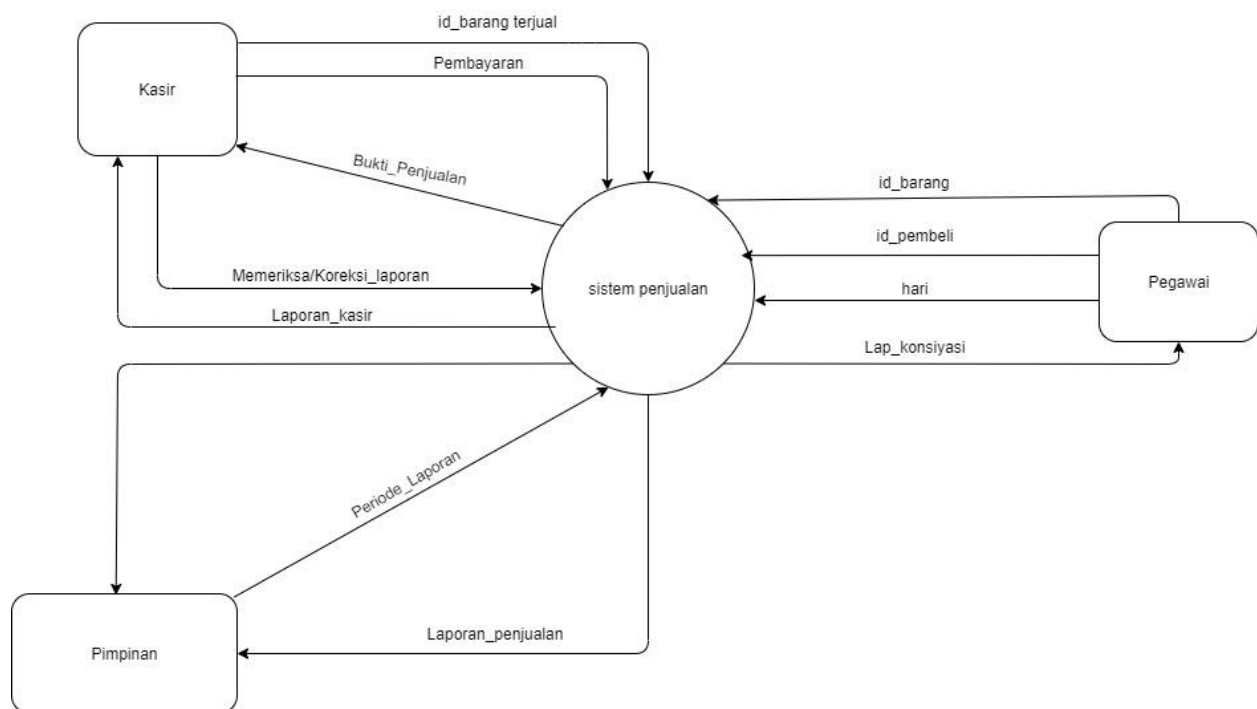 id_barang terjual
Kasir
Pembayaran
Bukti_Penjualan
id_barang
id_pembeli
Memeriksa/Koreksi_laporan
sistem penjualan
hari
Pegawai
Laporan_kasir
Lap_konsiyasi
Periode_Laporan
Laporan_penjualan
Pimpinan